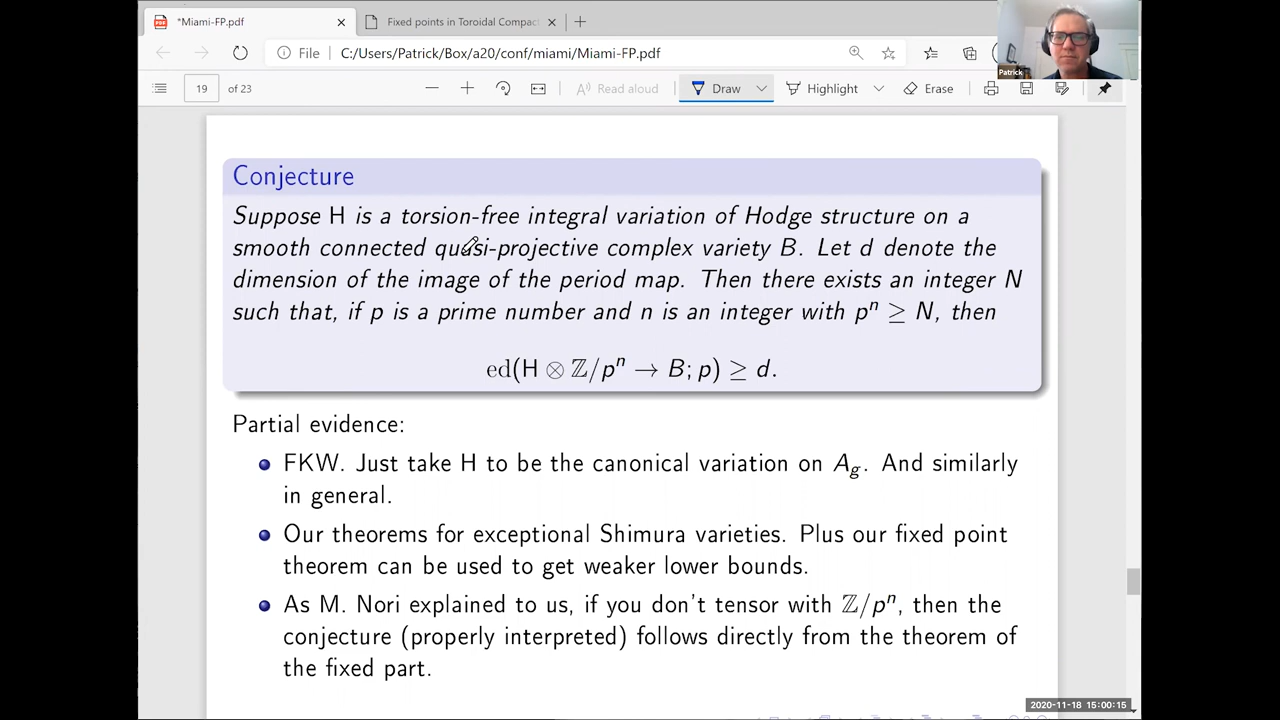 *Miami-FP.pdf
Fixed points in Toroidal Compact
File C:/Users/Patrick/Box/a20/conf/miami/Miami-FP.pdf
Patrick
19 of 23
Read aloud
Draw
Highlight
Erase
Conjecture
Suppose H is a torsion-free integral variation of Hodge structure on a
smooth connected quasi-projective complex variety B. Let d denote the
dimension of the image of the period map. Then there exists an integer N
such that, if p is a prime number and n is an integer with pⁿ ≥ N, then
ed(H ⊗ ℤ/pⁿ → B; p) ≥ d.
Partial evidence:
FKW. Just take H to be the canonical variation on A_g. And similarly
in general.
Our theorems for exceptional Shimura varieties. Plus our fixed point
theorem can be used to get weaker lower bounds.
As M. Nori explained to us, if you don't tensor with ℤ/pⁿ, then the
conjecture (properly interpreted) follows directly from the theorem of
the fixed part.
2020-11-18 15:00:15